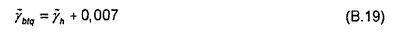 γ̄_btq = γ̄_h + 0,007 (B.19)